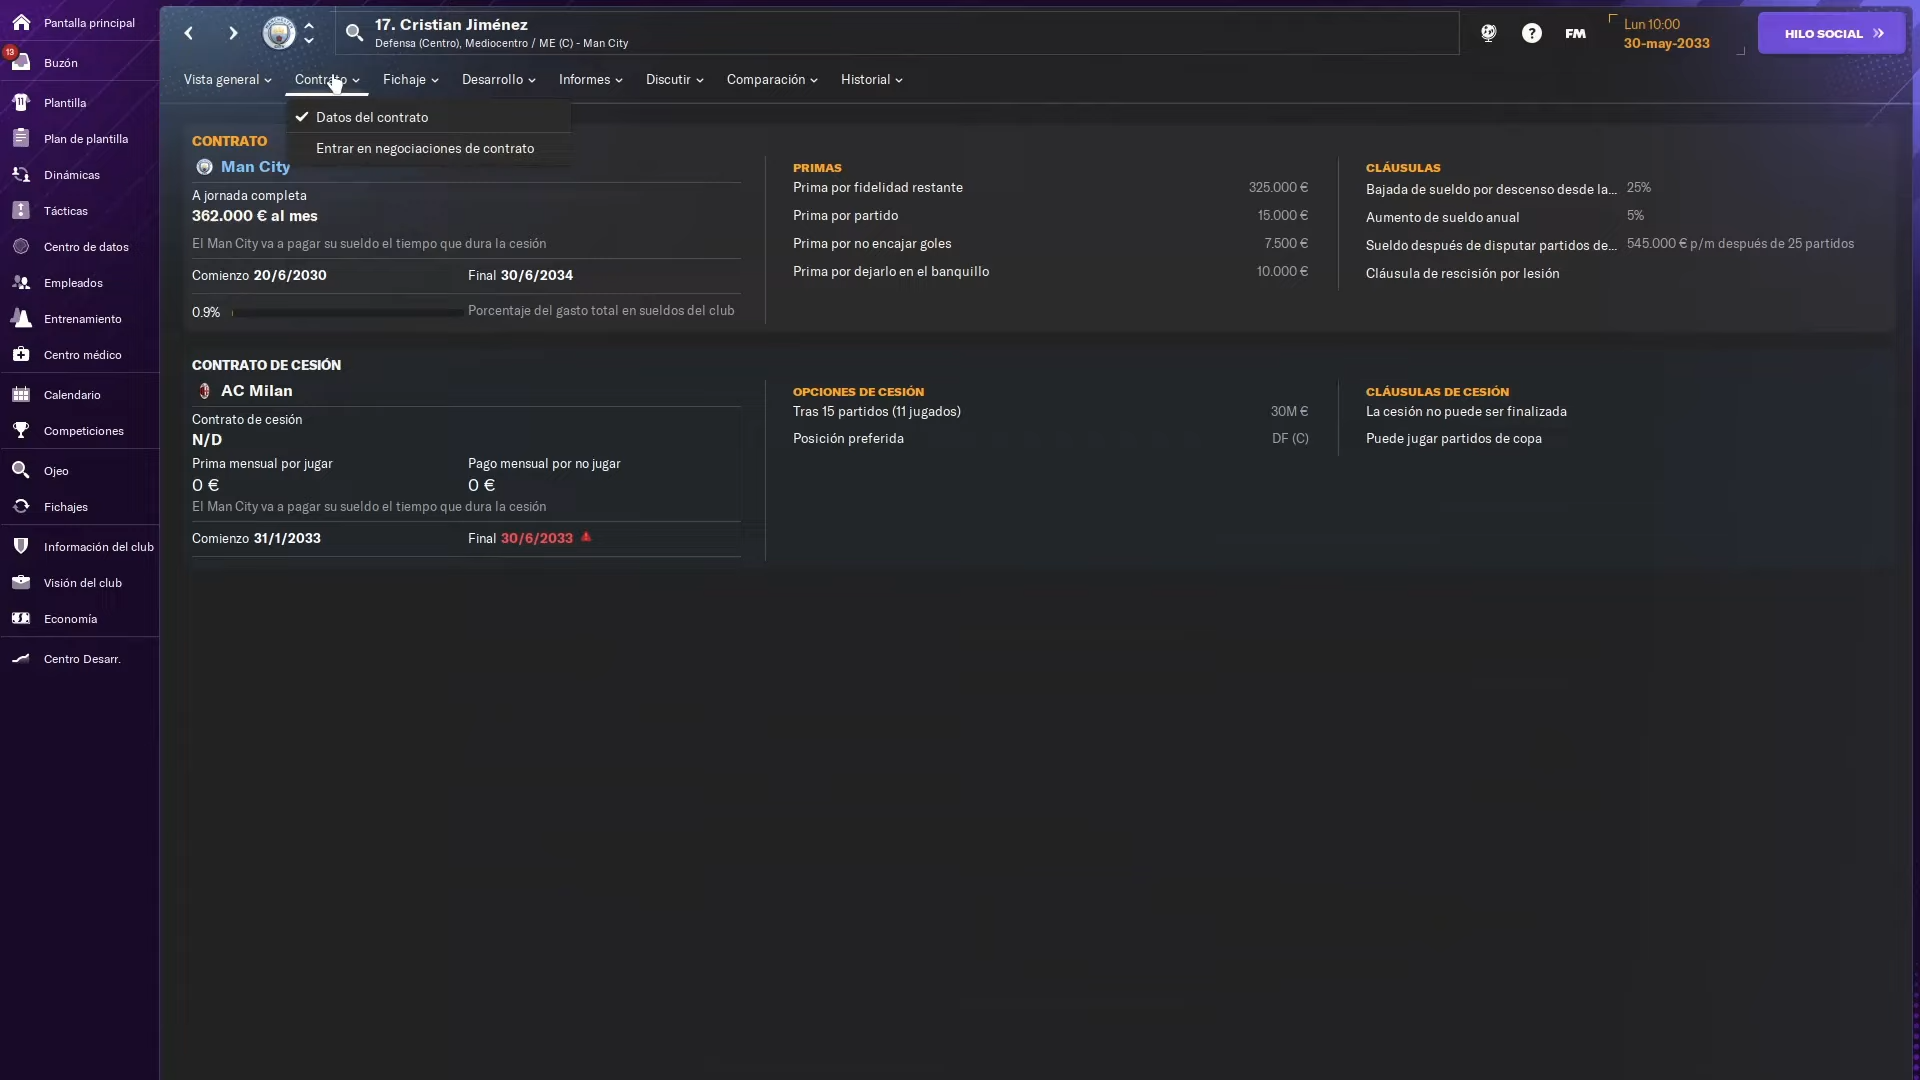 Pantalla principal
13
Buzón
Plantilla
Plan de plantilla
Dinámicas
Tácticas
Centro de datos
Empleados
Entrenamiento
Centro médico
Calendario
Competiciones
Ojeo
Fichajes
Información del club
Visión del club
Economía
Centro Desarr.
17. Cristian Jiménez
Defensa (Centro), Mediocentro / ME (C) - Man City
FM
Lun 10:00
30-may-2033
HILO SOCIAL
Vista general
Contrato
Fichaje
Desarrollo
Informes
Discutir
Comparación
Historial
Datos del contrato
Entrar en negociaciones de contrato
CONTRATO
Man City
A jornada completa
362.000 € al mes
El Man City va a pagar su sueldo el tiempo que dura la cesión
Comienzo 20/6/2030
Final 30/6/2034
0.9%
Porcentaje del gasto total en sueldos del club
PRIMAS
Prima por fidelidad restante 325.000 €
Prima por partido 15.000 €
Prima por no encajar goles 7.500 €
Prima por dejarlo en el banquillo 10.000 €
CLÁUSULAS
Bajada de sueldo por descenso desde la... 25%
Aumento de sueldo anual 5%
Sueldo después de disputar partidos de... 545.000 € p/m después de 25 partidos
Cláusula de rescisión por lesión
CONTRATO DE CESIÓN
AC Milan
Contrato de cesión
N/D
Prima mensual por jugar
0 €
Pago mensual por no jugar
0 €
El Man City va a pagar su sueldo el tiempo que dura la cesión
Comienzo 31/1/2033
Final 30/6/2033
OPCIONES DE CESIÓN
Tras 15 partidos (11 jugados) 30M €
Posición preferida DF (C)
CLÁUSULAS DE CESIÓN
La cesión no puede ser finalizada
Puede jugar partidos de copa